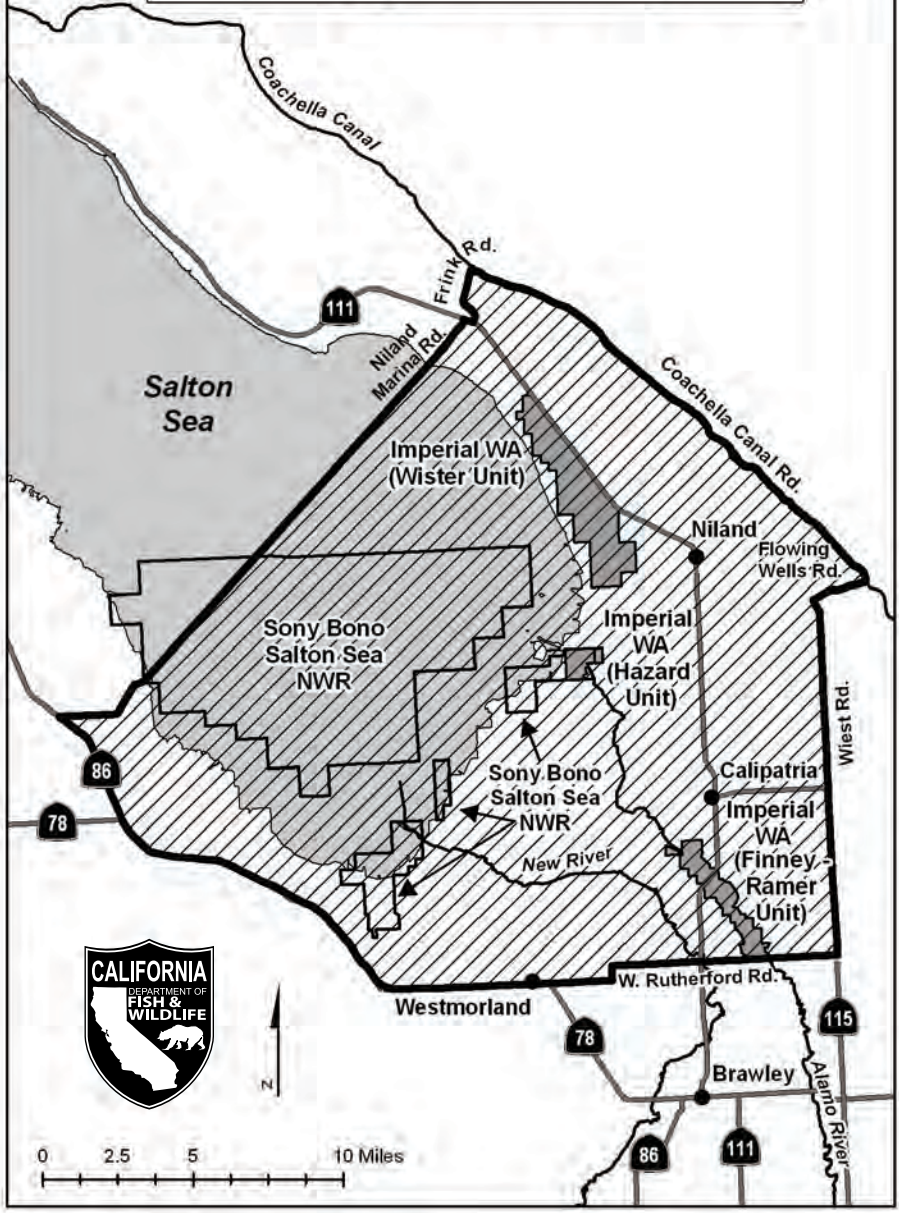 Coachella Canal
Frink Rd.
111
Niland
Marina Rd.
Salton
Sea
Coachella Canal Rd.
Imperial WA
(Wister Unit)
Niland
Flowing
Wells Rd.
Sony Bono
Salton Sea
NWR
Imperial
WA
(Hazard
Unit)
Wiest Rd.
86
78
Sony Bono
Salton Sea
NWR
Calipatria
Imperial
WA
(Finney -
Ramer
Unit)
New River
W. Rutherford Rd.
Westmorland
CALIFORNIA
DEPARTMENT OF
FISH &
WILDLIFE
N
78
115
Brawley
Alamo River
86
111
0 2.5 5 10 Miles